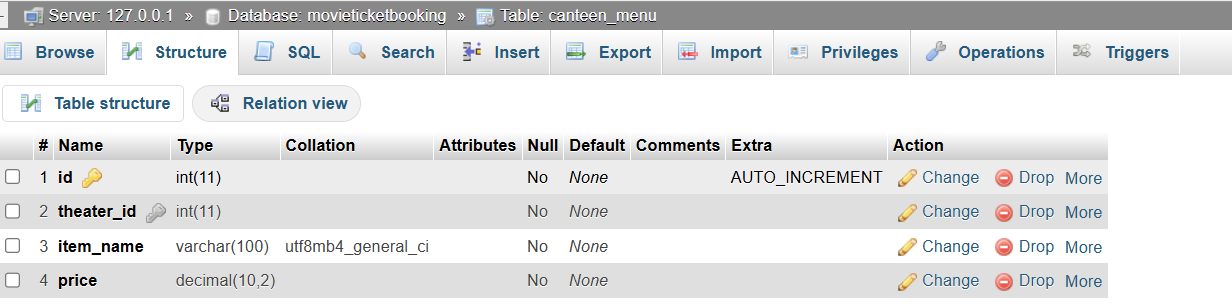 Server: 127.0.0.1 » Database: movieticketbooking » Table: canteen_menu
Browse Structure SQL Search Insert Export Import Privileges Operations Triggers
Table structure Relation view
# Name Type Collation Attributes Null Default Comments Extra Action
1 id int(11) No None AUTO_INCREMENT Change Drop More
2 theater_id int(11) No None Change Drop More
3 item_name varchar(100) utf8mb4_general_ci No None Change Drop More
4 price decimal(10,2) No None Change Drop More